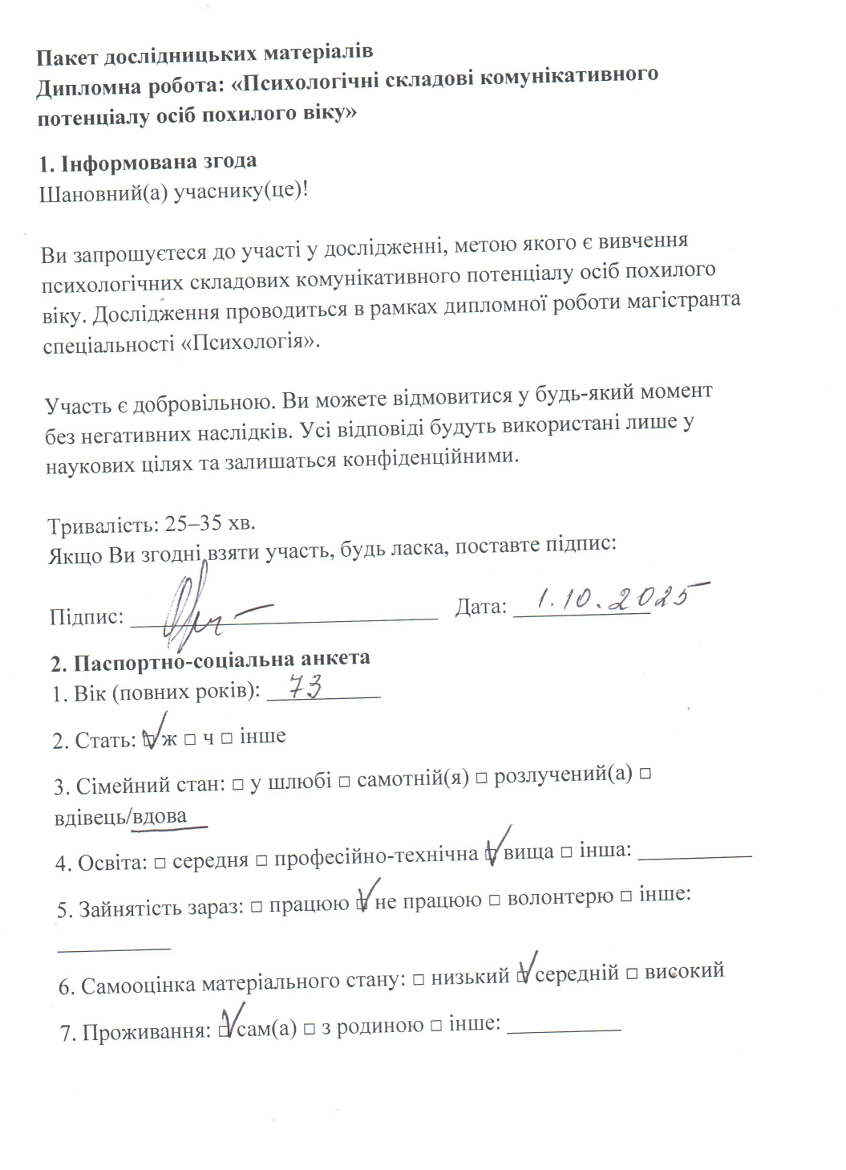 Пакет дослідницьких матеріалів
Дипломна робота: «Психологічні складові комунікативного
потенціалу осіб похилого віку»
1. Інформована згода
Шановний(а) учаснику(це)!
Ви запрошуєтеся до участі у дослідженні, метою якого є вивчення
психологічних складових комунікативного потенціалу осіб похилого
віку. Дослідження проводиться в рамках дипломної роботи магістранта
спеціальності «Психологія».
Участь є добровільною. Ви можете відмовитися у будь-який момент
без негативних наслідків. Усі відповіді будуть використані лише у
наукових цілях та залишаться конфіденційними.
Тривалість: 25–35 хв.
Якщо Ви згодні взяти участь, будь ласка, поставте підпис:
Підпис: ____________ Дата: 1.10.2025
2. Паспортно-соціальна анкета
1. Вік (повних років): 73
2. Стать: ☑ ж □ ч □ інше
3. Сімейний стан: □ у шлюбі □ самотній(я) □ розлучений(а) □
вдівець/вдова
4. Освіта: □ середня □ професійно-технічна ☑ вища □ інша: __________
5. Зайнятість зараз: □ працюю ☑ не працюю □ волонтерю □ інше:
__________
6. Самооцінка матеріального стану: □ низький ☑ середній □ високий
7. Проживання: ☑ сам(а) □ з родиною □ інше: __________